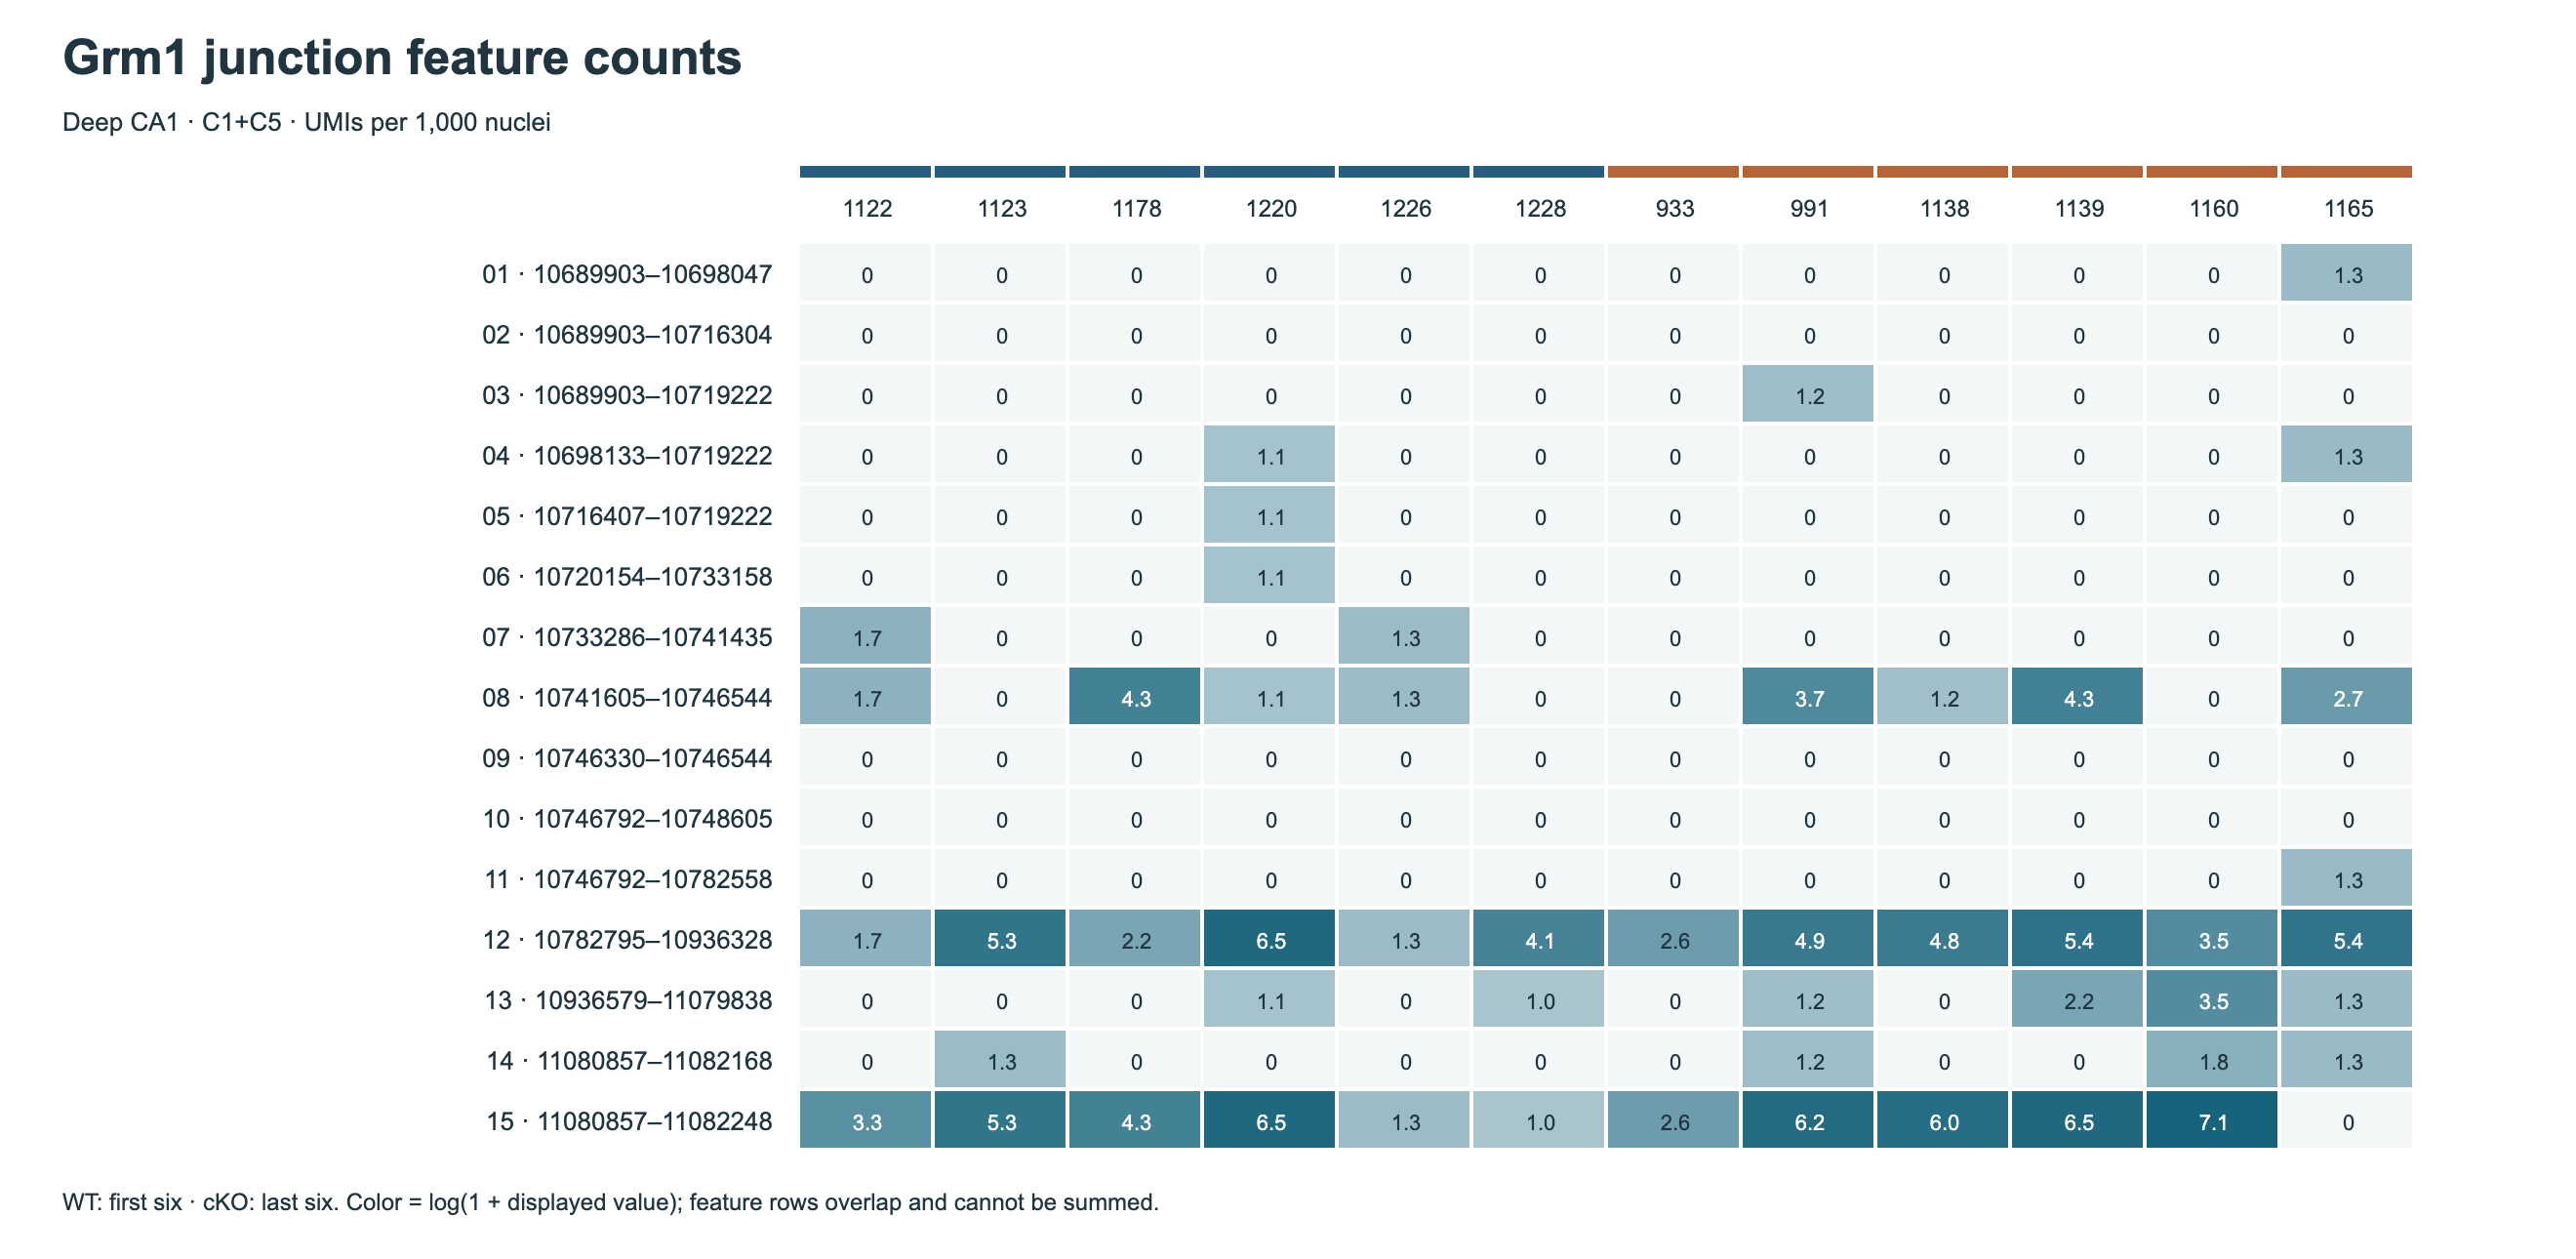 Grm1 junction feature counts
Deep CA1 · C1+C5 · UMIs per 1,000 nuclei
1122 1123 1178 1220 1226 1228 933 991 1138 1139 1160 1165
01 · 10689903–10698047 0 0 0 0 0 0 0 0 0 0 0 1.3
02 · 10689903–10716304 0 0 0 0 0 0 0 0 0 0 0 0
03 · 10689903–10719222 0 0 0 0 0 0 0 1.2 0 0 0 0
04 · 10698133–10719222 0 0 0 1.1 0 0 0 0 0 0 0 1.3
05 · 10716407–10719222 0 0 0 1.1 0 0 0 0 0 0 0 0
06 · 10720154–10733158 0 0 0 1.1 0 0 0 0 0 0 0 0
07 · 10733286–10741435 1.7 0 0 0 1.3 0 0 0 0 0 0 0
08 · 10741605–10746544 1.7 0 4.3 1.1 1.3 0 0 3.7 1.2 4.3 0 2.7
09 · 10746330–10746544 0 0 0 0 0 0 0 0 0 0 0 0
10 · 10746792–10748605 0 0 0 0 0 0 0 0 0 0 0 0
11 · 10746792–10782558 0 0 0 0 0 0 0 0 0 0 0 1.3
12 · 10782795–10936328 1.7 5.3 2.2 6.5 1.3 4.1 2.6 4.9 4.8 5.4 3.5 5.4
13 · 10936579–11079838 0 0 0 1.1 0 1.0 0 1.2 0 2.2 3.5 1.3
14 · 11080857–11082168 0 1.3 0 0 0 0 0 1.2 0 0 1.8 1.3
15 · 11080857–11082248 3.3 5.3 4.3 6.5 1.3 1.0 2.6 6.2 6.0 6.5 7.1 0
WT: first six · cKO: last six. Color = log(1 + displayed value); feature rows overlap and cannot be summed.